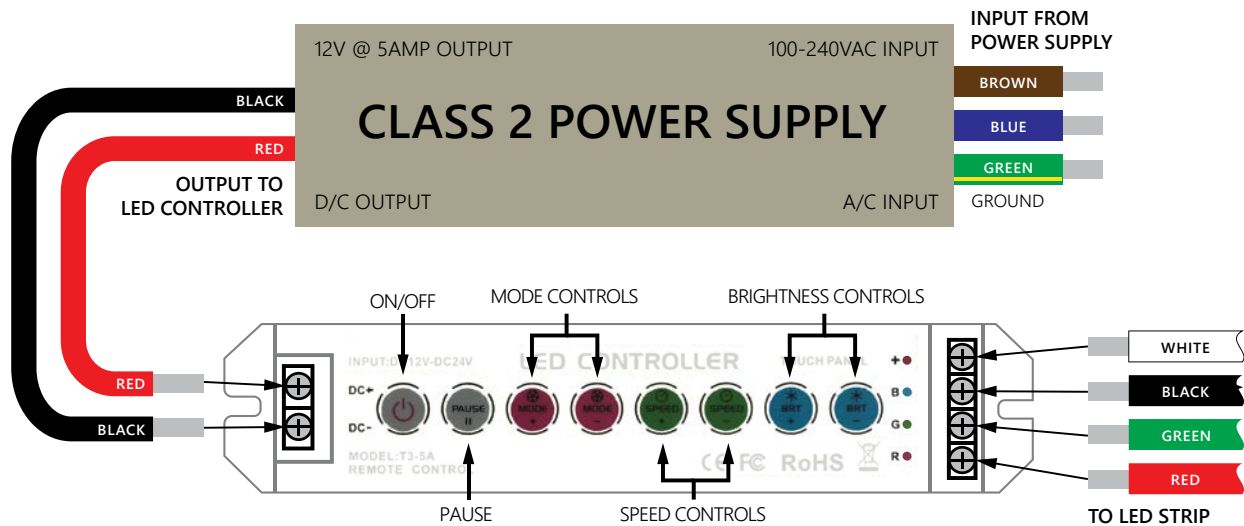 INPUT FROM
POWER SUPPLY
12V @ 5AMP OUTPUT
100-240VAC INPUT
BROWN
BLACK
CLASS 2 POWER SUPPLY
BLUE
RED
GREEN
OUTPUT TO
LED CONTROLLER
D/C OUTPUT
A/C INPUT
GROUND
ON/OFF
MODE CONTROLS
BRIGHTNESS CONTROLS
INPUT:DC12V-DC24V
LED CONTROLLER
TOUCH PANEL
+
WHITE
RED
DC+
PAUSE
MODE
+
MODE
-
SPEED
+
SPEED
-
BRT
+
BRT
-
B
BLACK
BLACK
DC-
G
GREEN
MODEL:T3-5A
REMOTE CONTROL
CE FC RoHS
R
RED
PAUSE
SPEED CONTROLS
TO LED STRIP